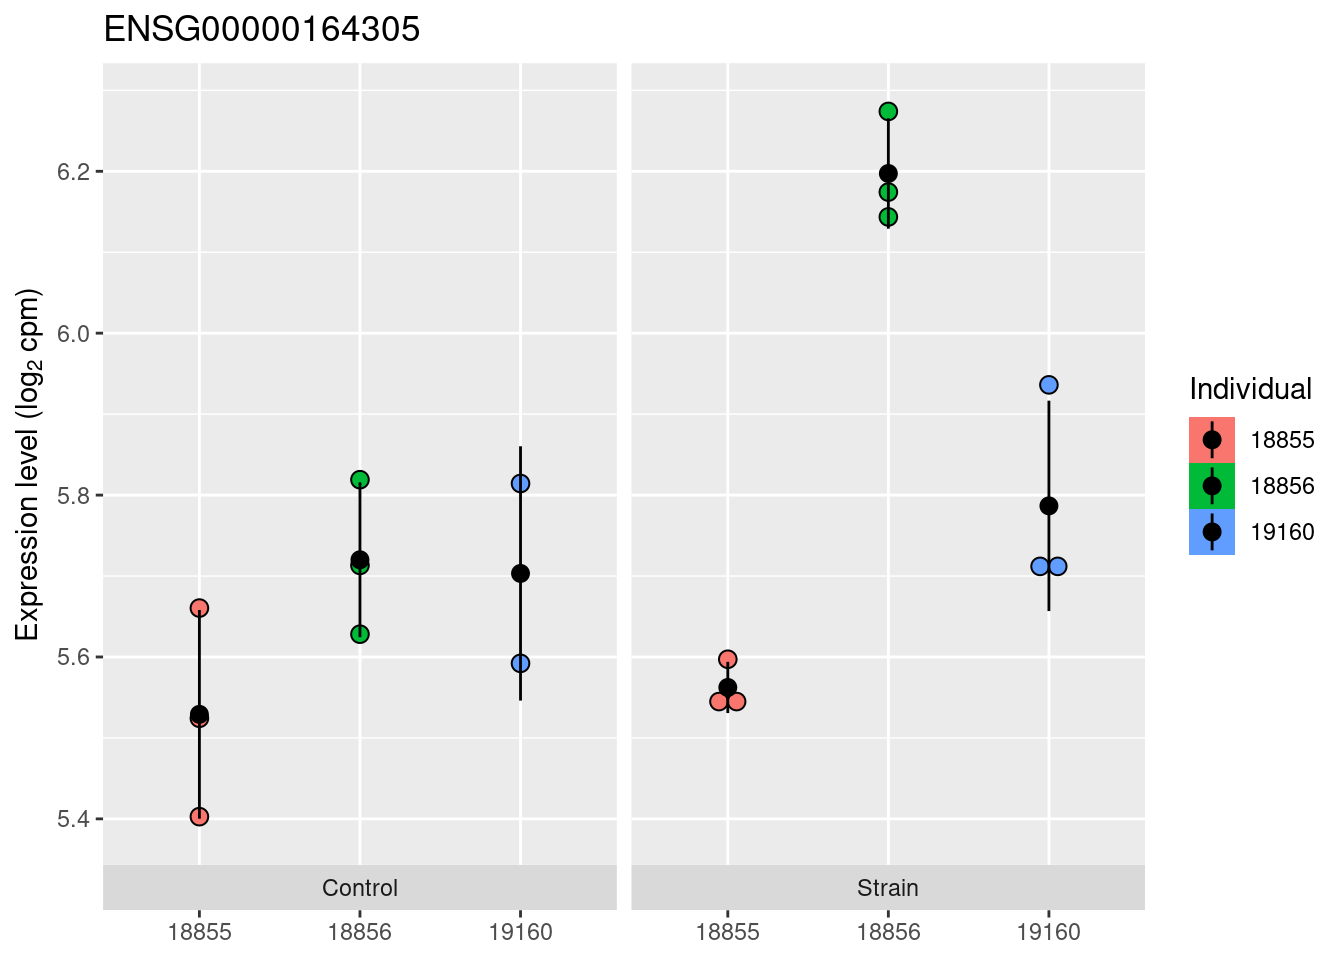 ENSG00000164305
Expression level (log₂ cpm)
6.2
6.0
5.8
5.6
5.4
Control
Strain
18855
18856
19160
18855
18856
19160
Individual
18855
18856
19160